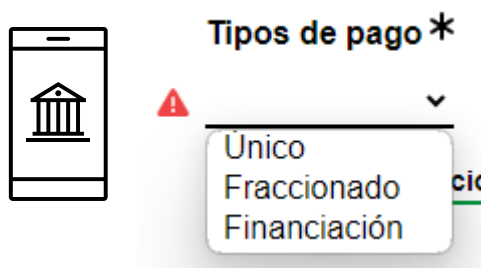 Tipos de pago *
Único
Fraccionado
Financiación